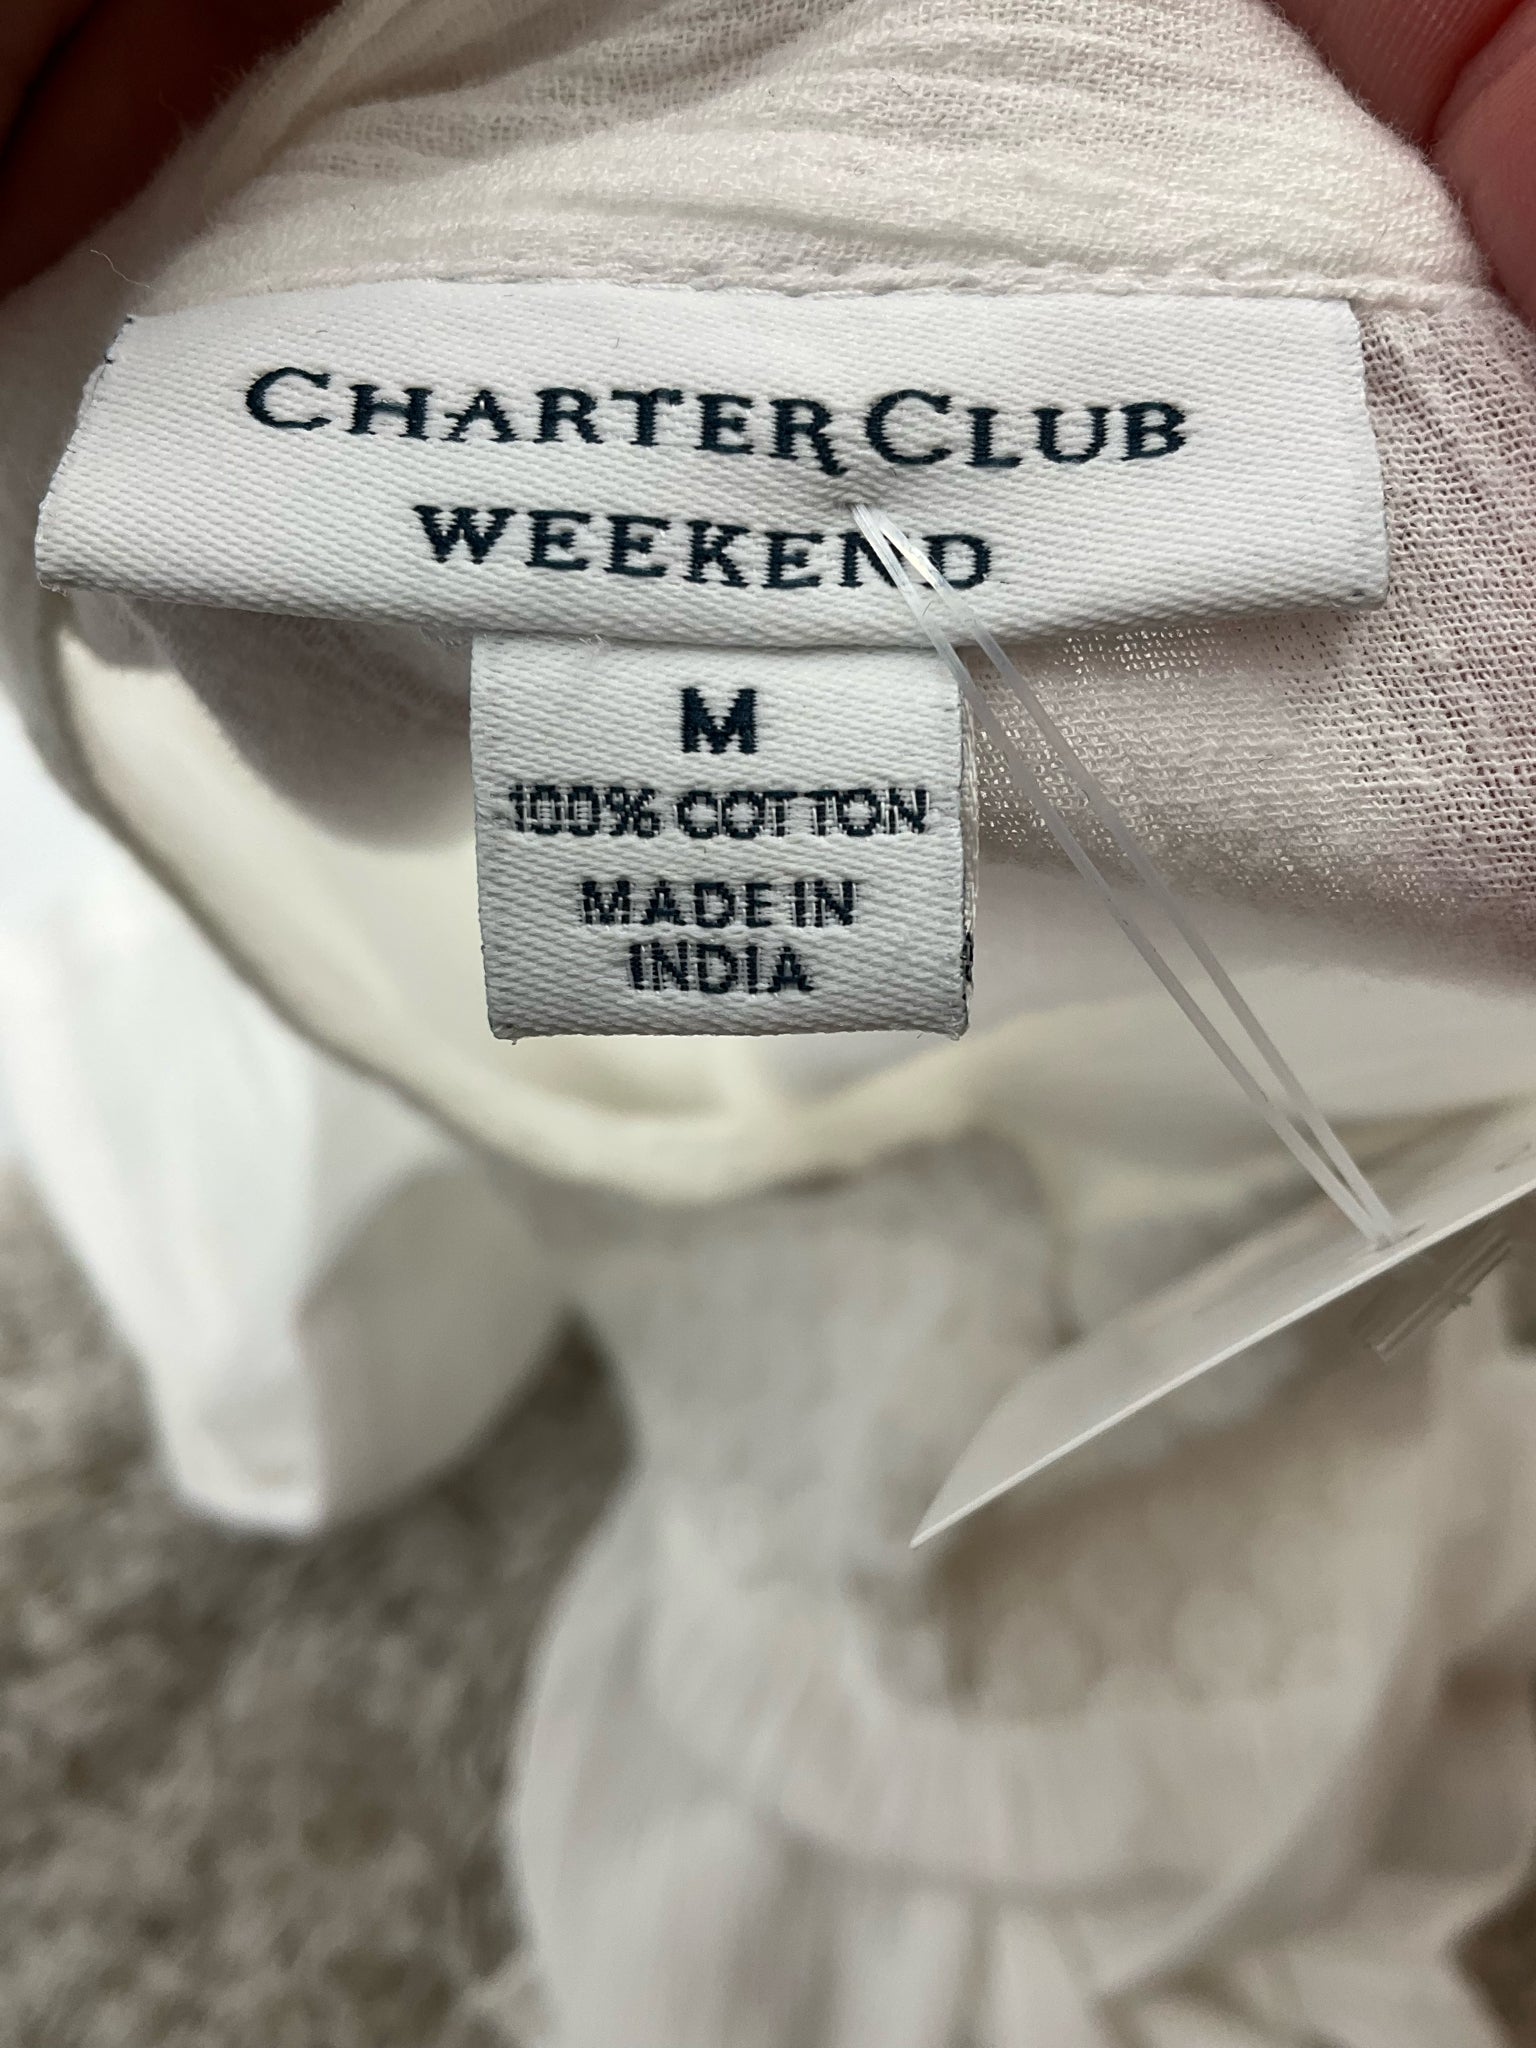 CHARTER CLUB
WEEKEND
M
100% COTTON
MADE IN
INDIA